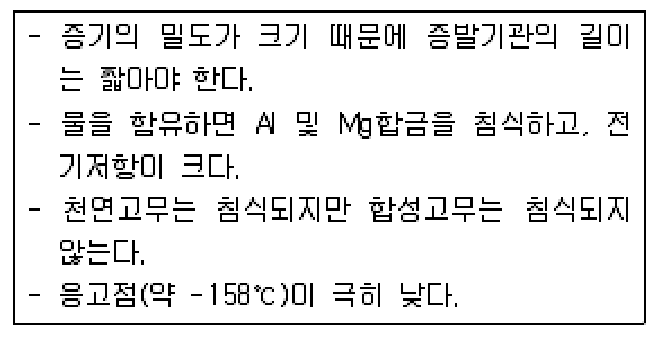 - 증기의 밀도가 크기 때문에 증발기관의 길이
는 짧아야 한다.
- 물을 함유하면 Al 및 Mg합금을 침식하고, 전
기저항이 크다.
- 천연고무는 침식되지만 합성고무는 침식되지
않는다.
- 응고점(약 -158℃)이 극히 낮다.